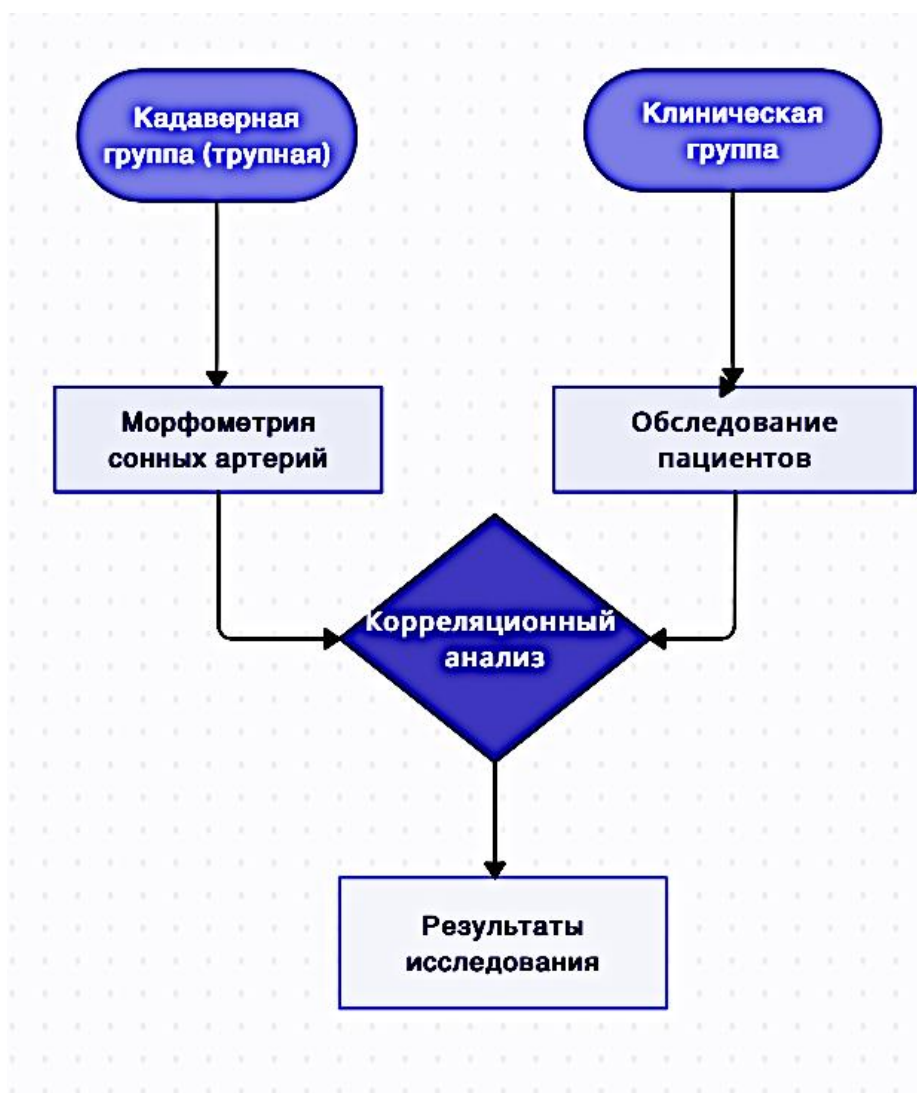 Кадаверная
группа (трупная)
Клиническая
группа
Морфометрия
сонных артерий
Обследование
пациентов
Корреляционный
анализ
Результаты
исследования